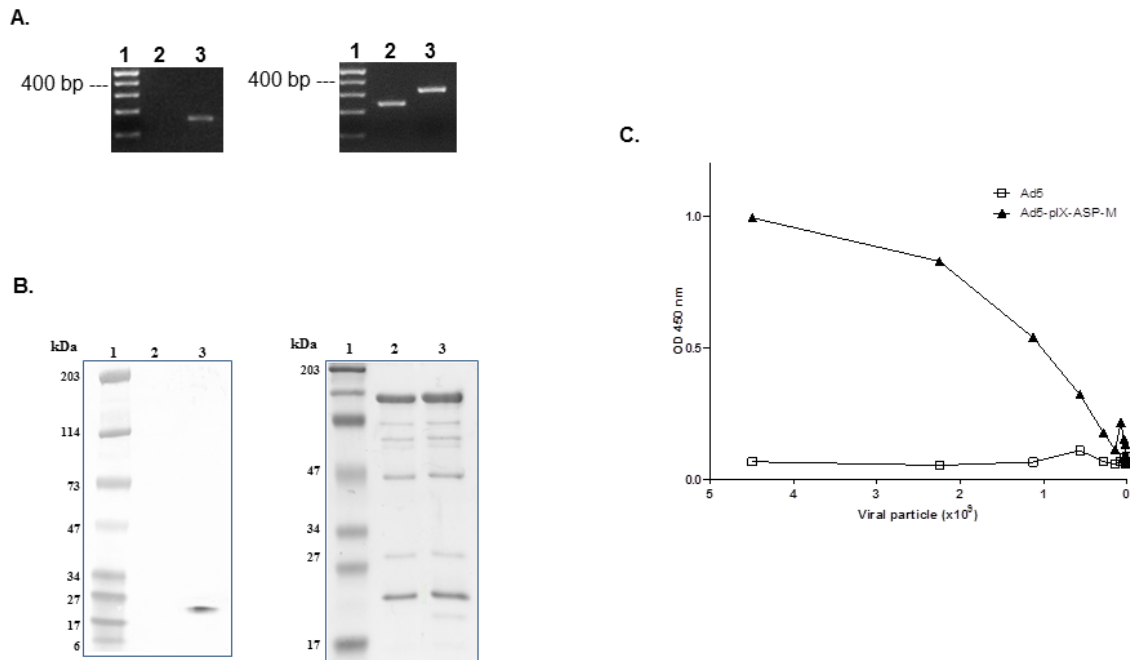 A.
1 2 3
400 bp ---
1 2 3
400 bp ---
B.
kDa 1 2 3
203
114
73
47
34
27
17
6
kDa 1 2 3
203
47
34
27
17
C.
Ad5
Ad5-pIX-ASP-M
1.0
0.5
0.0
OD 450 nm
5 4 3 2 1 0
Viral particle (x10⁹)